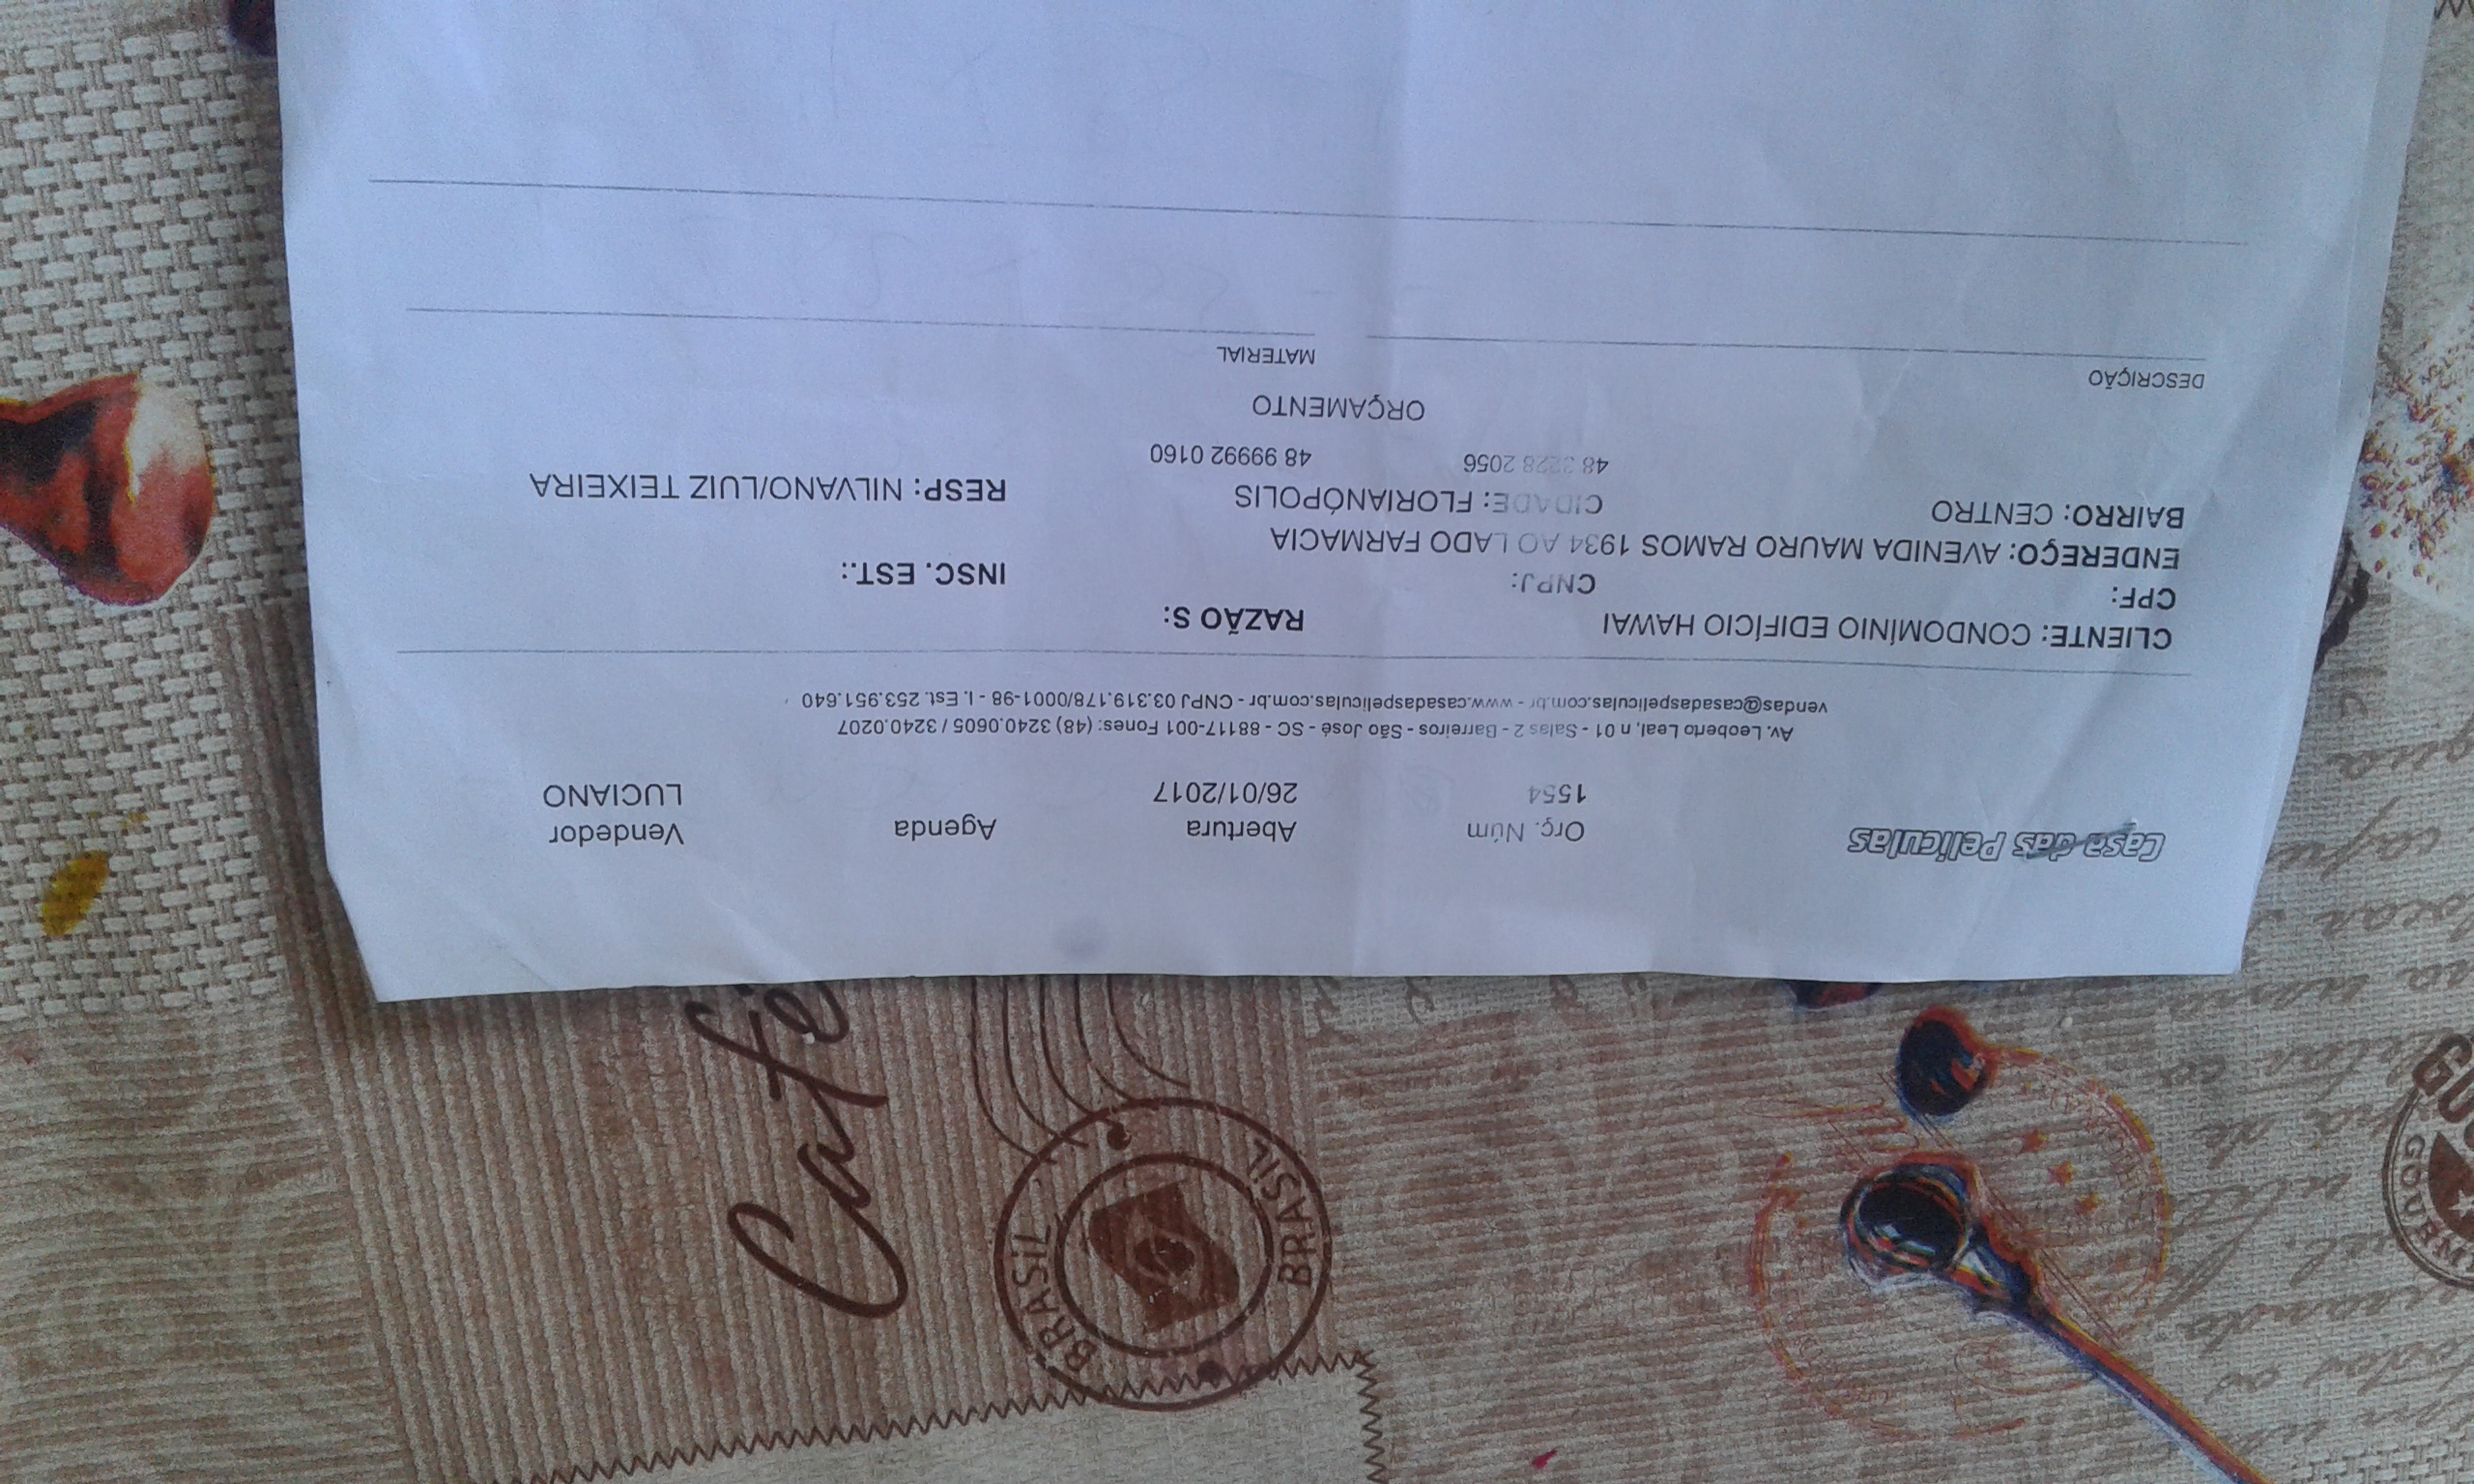 Casa das Películas
Orç. Núm Abertura Agenda Vendedor
1554 26/01/2017 LUCIANO
Av. Leoberto Leal, n 01 - Salas 2 - Barreiros - São José - SC - 88117-001 Fones: (48) 3240.0605 / 3240.0207
vendas@casadaspeliculas.com.br - www.casadaspeliculas.com.br - CNPJ 03.319.178/0001-98 - I. Est. 253.951.640
CLIENTE: CONDOMÍNIO EDIFÍCIO HAWAI RAZÃO S:
CPF: CNPJ: INSC. EST.:
ENDEREÇO: AVENIDA MAURO RAMOS 1934 AO LADO FARMACIA
BAIRRO: CENTRO CIDADE: FLORIANÓPOLIS RESP: NILVANO/LUIZ TEIXEIRA
48 3228 2056 48 99992 0160
ORÇAMENTO
DESCRIÇÃO MATERIAL
Café
BRASIL
BRASIL